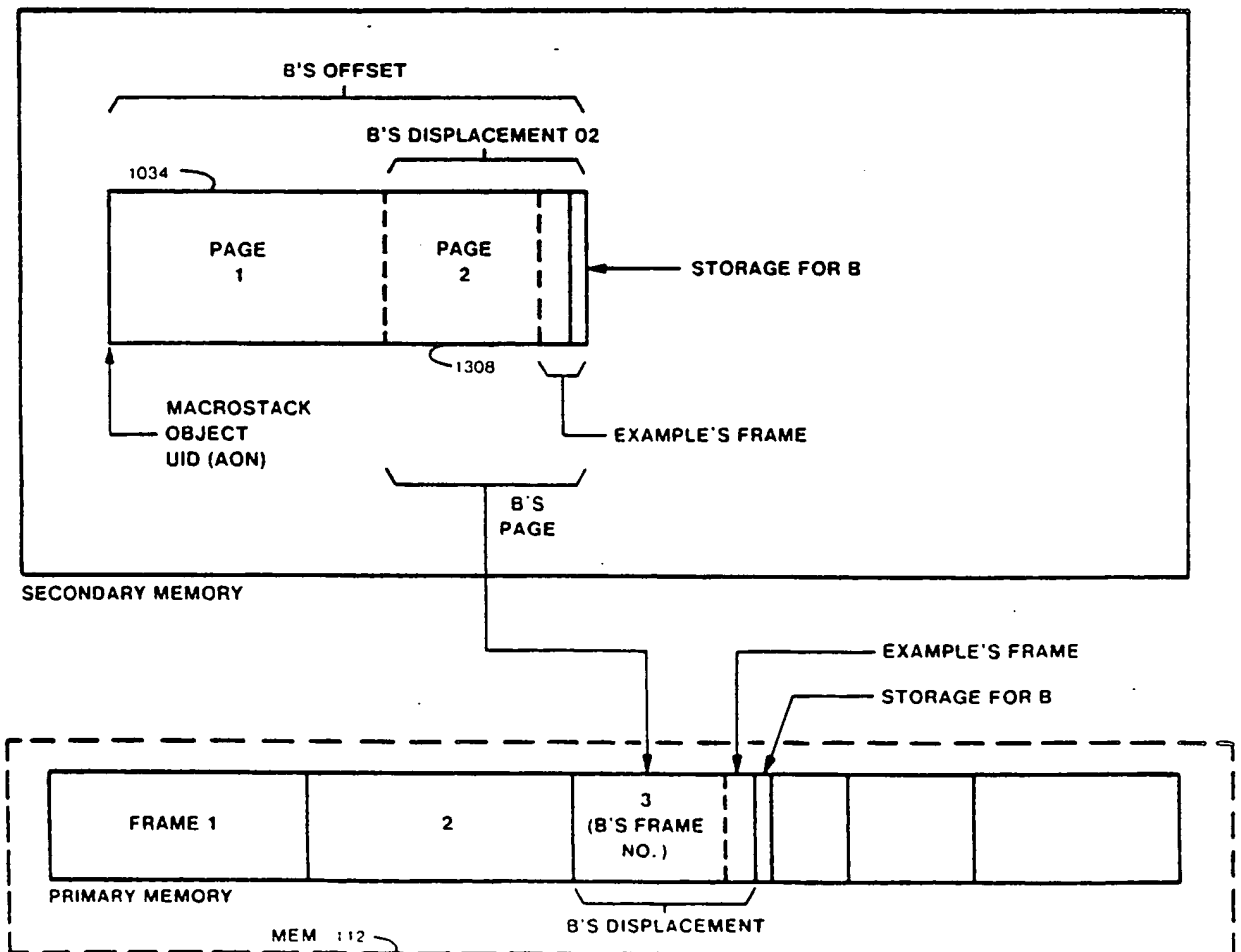 B'S OFFSET
B'S DISPLACEMENT 02
1034
PAGE
1
PAGE
2
STORAGE FOR B
1308
MACROSTACK
OBJECT
UID (AON)
EXAMPLE'S FRAME
B'S
PAGE
SECONDARY MEMORY
EXAMPLE'S FRAME
STORAGE FOR B
FRAME 1
2
3
(B'S FRAME
NO.)
PRIMARY MEMORY
B'S DISPLACEMENT
MEM 112